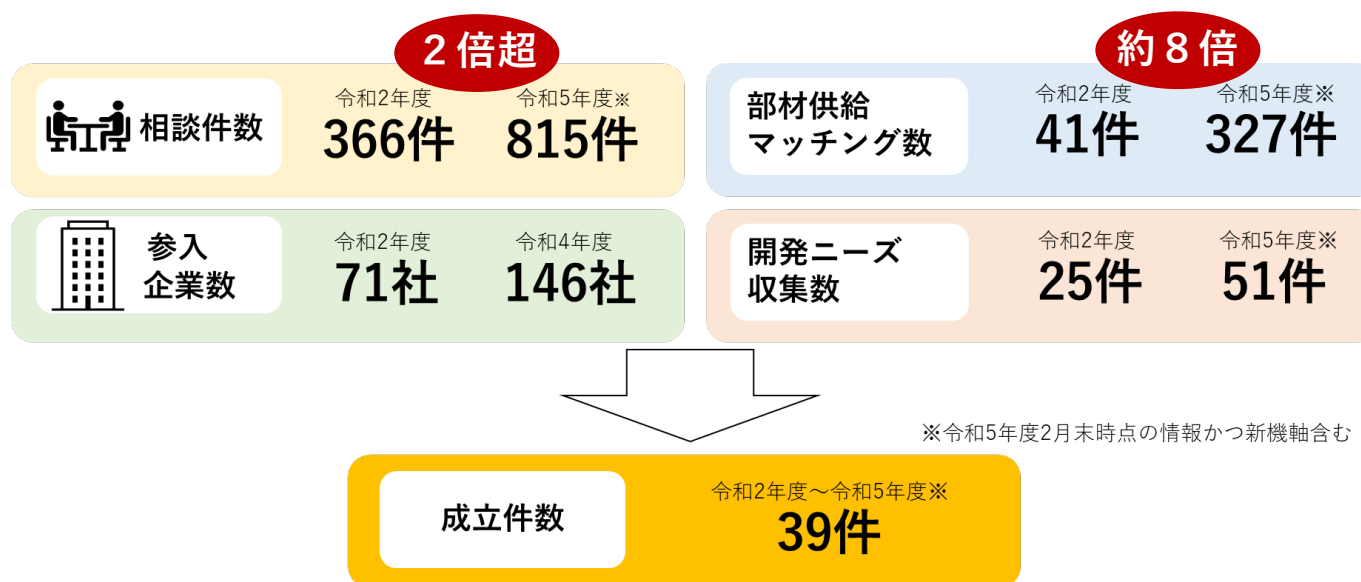 2倍超
相談件数
令和2年度
366件
令和5年度※
815件
約8倍
部材供給
マッチング数
令和2年度
41件
令和5年度※
327件
参入
企業数
令和2年度
71社
令和4年度
146社
開発ニーズ
収集数
令和2年度
25件
令和5年度※
51件
※令和5年度2月末時点の情報かつ新機軸含む
成立件数
令和2年度～令和5年度※
39件